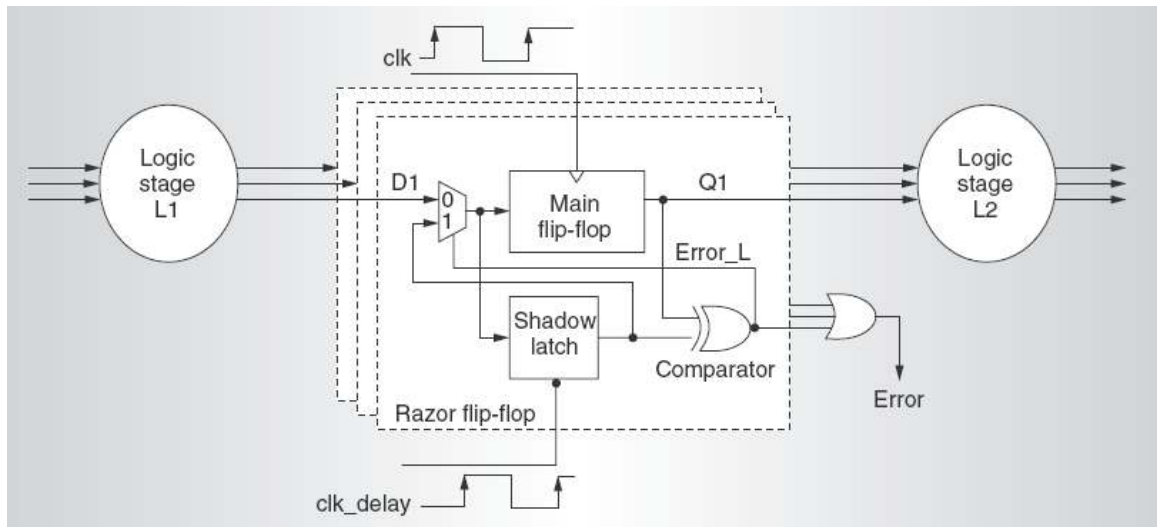 clk
Logic
stage
L1
D1
0
1
Main
flip-flop
Q1
Logic
stage
L2
Error_L
Shadow
latch
Comparator
Error
Razor flip-flop
clk_delay